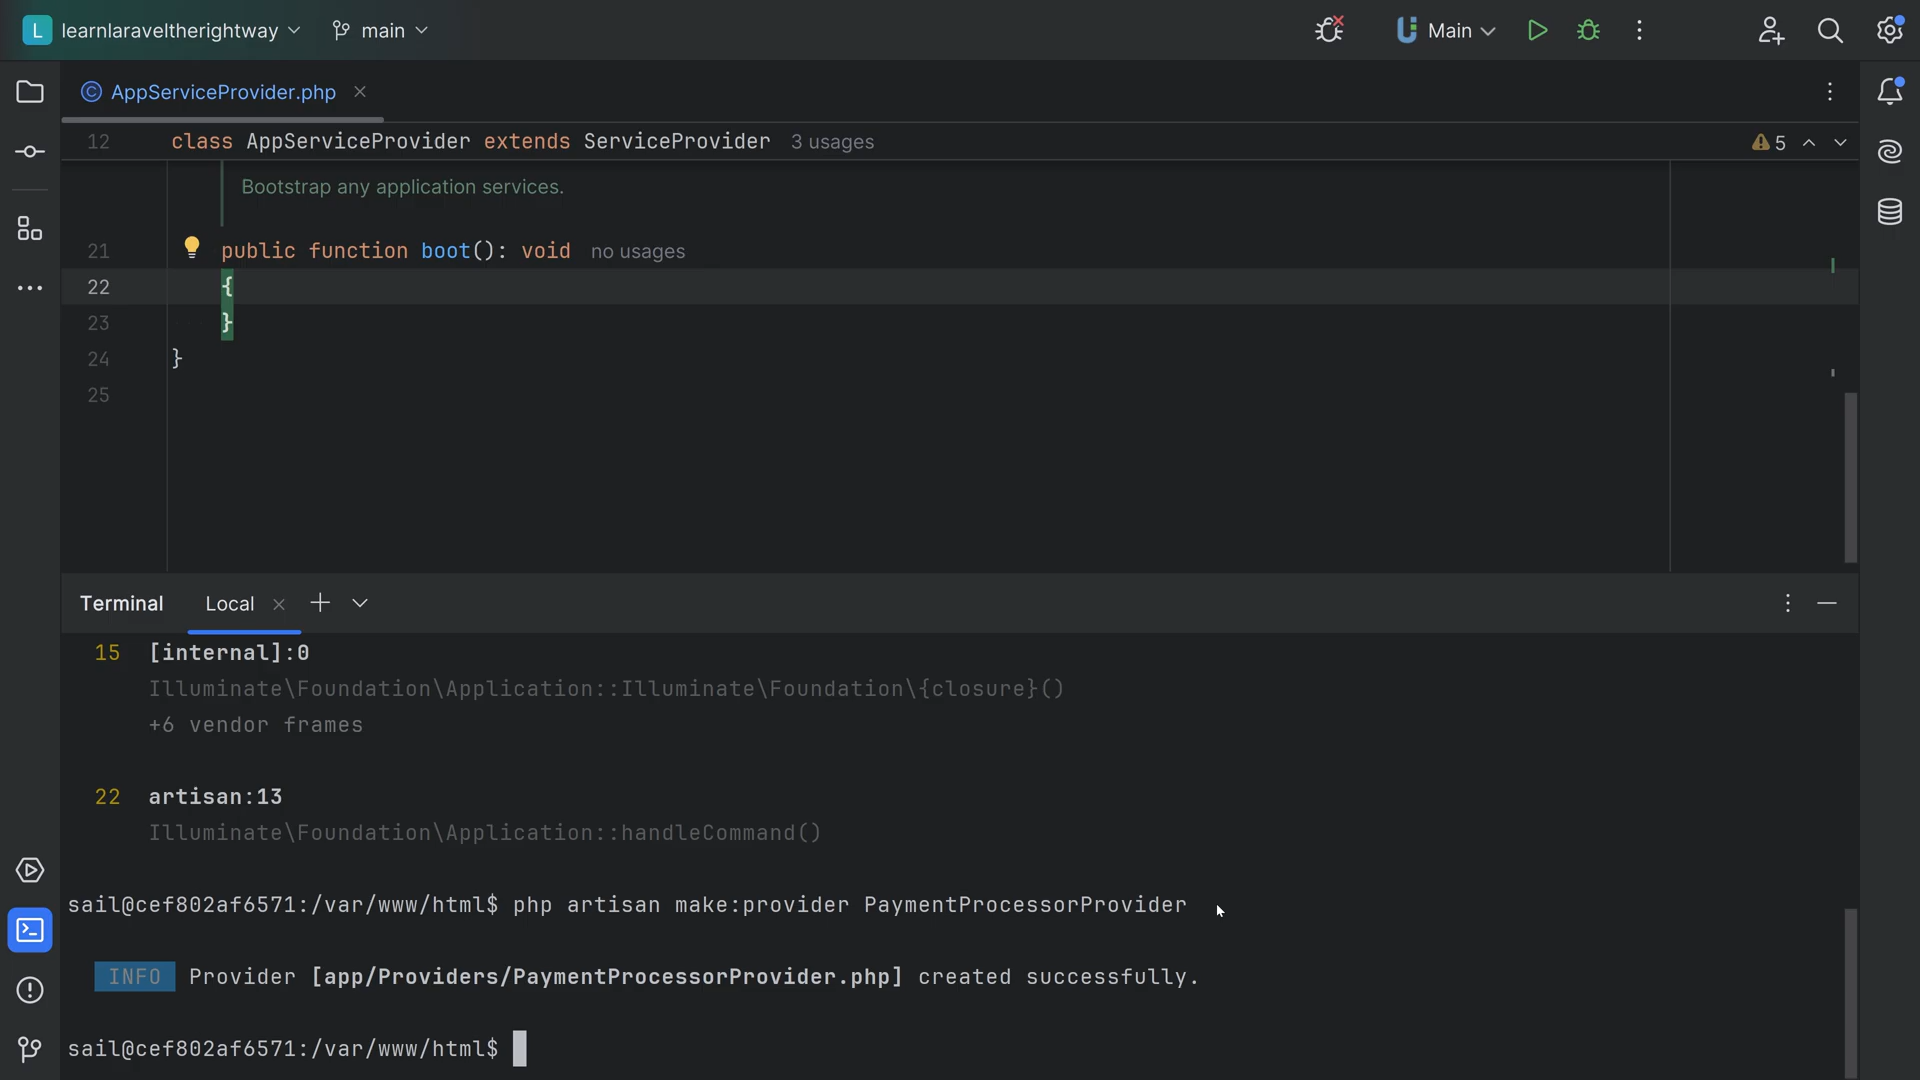 L learnlaraveltherightway main Main
AppServiceProvider.php
12 class AppServiceProvider extends ServiceProvider 3 usages 5
Bootstrap any application services.
21 public function boot(): void no usages
22 {
23 }
24 }
25
Terminal Local
15 [internal]:0
Illuminate\Foundation\Application::Illuminate\Foundation\{closure}()
+6 vendor frames
22 artisan:13
Illuminate\Foundation\Application::handleCommand()
sail@cef802af6571:/var/www/html$ php artisan make:provider PaymentProcessorProvider
INFO Provider [app/Providers/PaymentProcessorProvider.php] created successfully.
sail@cef802af6571:/var/www/html$